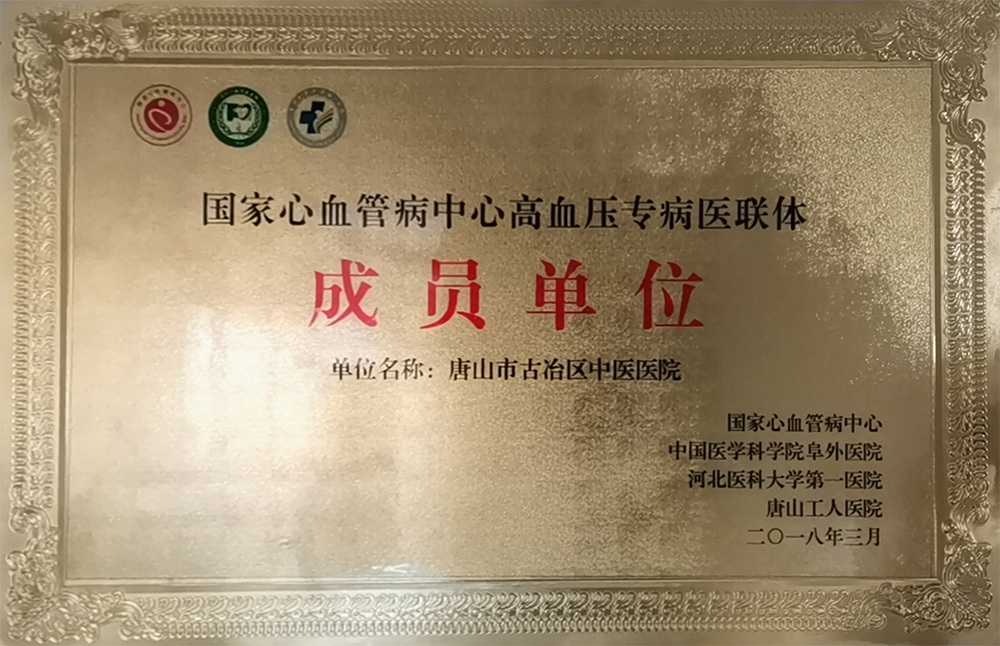 国家心血管病中心高血压专病医联体
成员单位
单位名称：唐山市古冶区中医医院
国家心血管病中心
中国医学科学院阜外医院
河北医科大学第一医院
唐山工人医院
二〇一八年三月